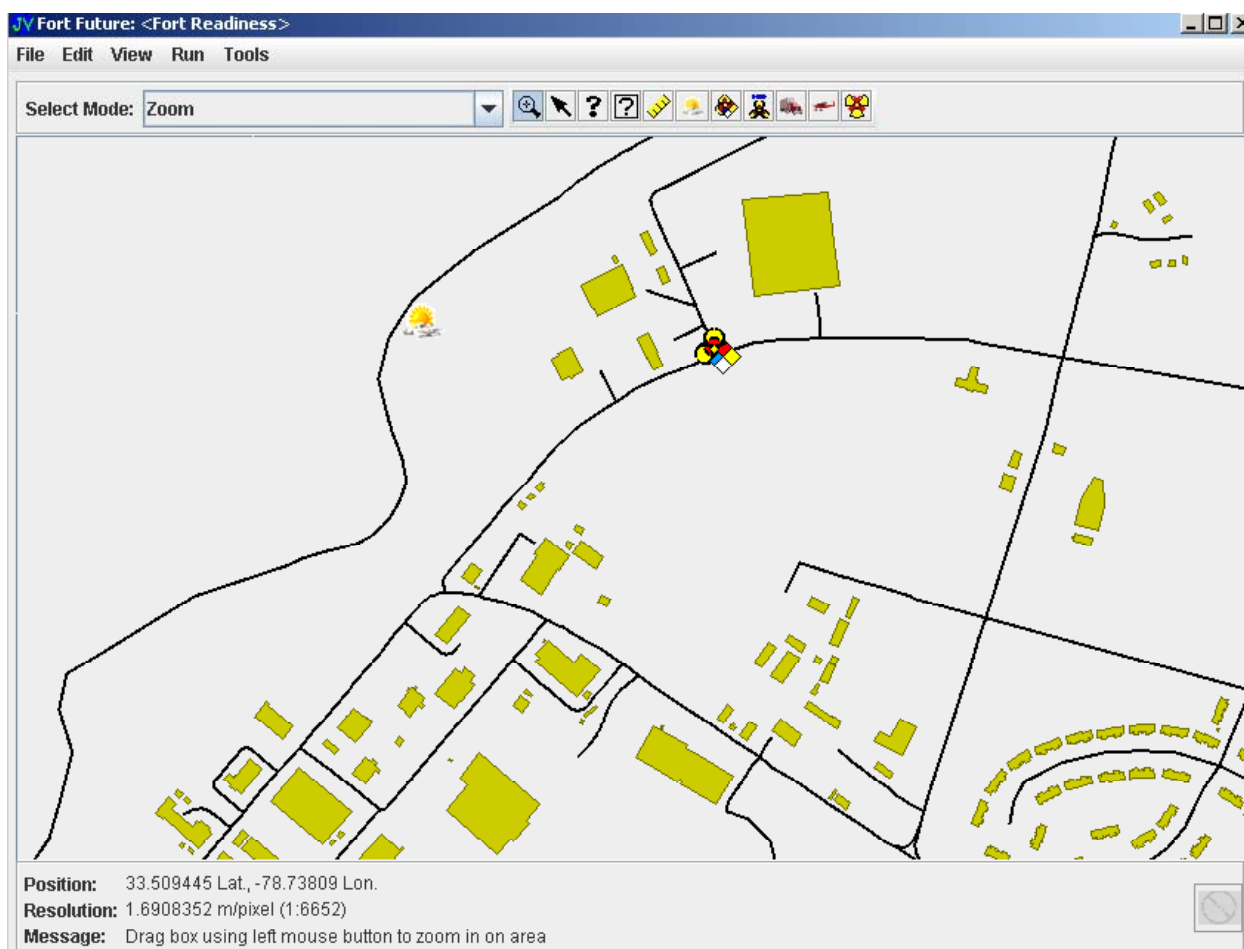 JV Fort Future: <Fort Readiness>
File Edit View Run Tools
Select Mode: Zoom
Position: 33.509445 Lat., -78.73809 Lon.
Resolution: 1.6908352 m/pixel (1:6652)
Message: Drag box using left mouse button to zoom in on area